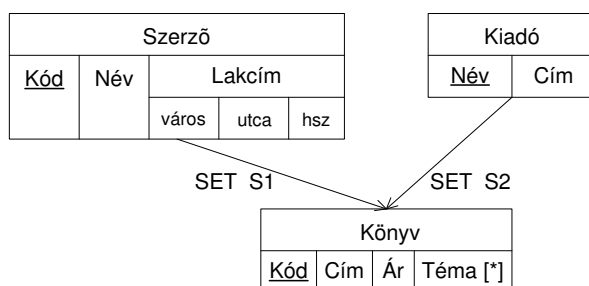 Szerzõ
Kiadó
Kód Név Lakcím
Név Cím
város utca hsz
SET S1
SET S2
Könyv
Kód Cím Ár Téma [*]